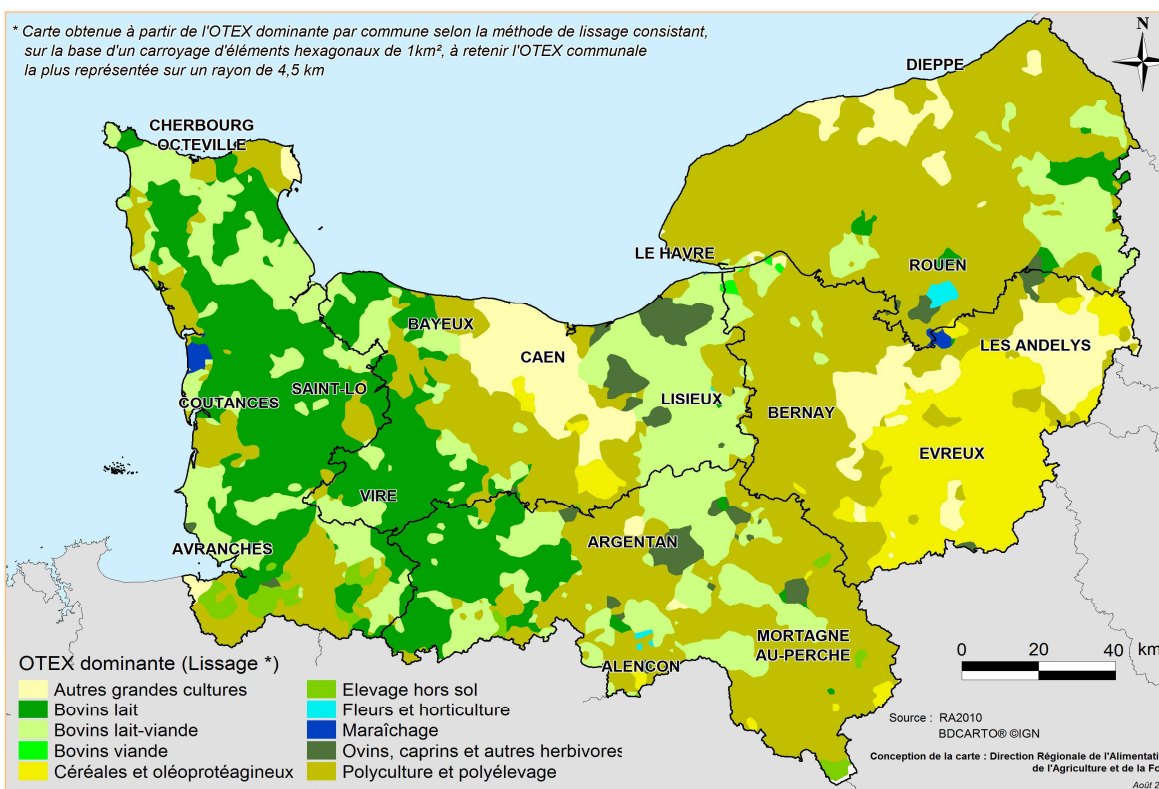 * Carte obtenue à partir de l'OTEX dominante par commune selon la méthode de lissage consistant,
sur la base d'un carroyage d'éléments hexagonaux de 1km², à retenir l'OTEX communale
la plus représentée sur un rayon de 4,5 km
N
DIEPPE
CHERBOURG
OCTEVILLE
LE HAVRE
ROUEN
BAYEUX
CAEN
LES ANDELYS
SAINT-LO
COUTANCES
LISIEUX
BERNAY
EVREUX
VIRE
ARGENTAN
AVRANCHES
MORTAGNE
AU-PERCHE
ALENÇON
0 20 40 km
OTEX dominante (Lissage *)
Autres grandes cultures
Bovins lait
Bovins lait-viande
Bovins viande
Céréales et oléoprotéagineux
Elevage hors sol
Fleurs et horticulture
Maraîchage
Ovins, caprins et autres herbivores
Polyculture et polyélevage
Source : RA2010
BDCARTO® ©IGN
Conception de la carte : Direction Régionale de l'Alimentati
de l'Agriculture et de la Fo
Août 2